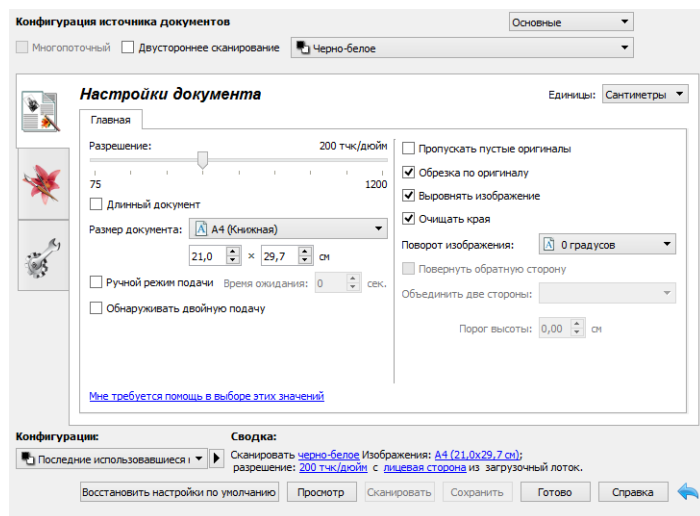 Конфигурация источника документов
Основные
Многопоточный
Двустороннее сканирование
Черно-белое
Настройки документа
Единицы: Сантиметры
Главная
Разрешение: 200 тчк/дюйм
75 1200
Длинный документ
Размер документа: A4 (Книжная)
21,0 × 29,7 см
Ручной режим подачи Время ожидания: 0 сек.
Обнаруживать двойную подачу
Мне требуется помощь в выборе этих значений
Пропускать пустые оригиналы
Обрезка по оригиналу
Выровнять изображение
Очищать края
Поворот изображения: 0 градусов
Повернуть обратную сторону
Объединить две стороны:
Порог высоты: 0,00 см
Конфигурации:
Последние использовавшиеся
Сводка:
Сканировать черно-белое Изображения: A4 (21,0x29,7 см);
разрешение: 200 тчк/дюйм с лицевая сторона из загрузочный лоток.
Восстановить настройки по умолчанию Просмотр Сканировать Сохранить Готово Справка